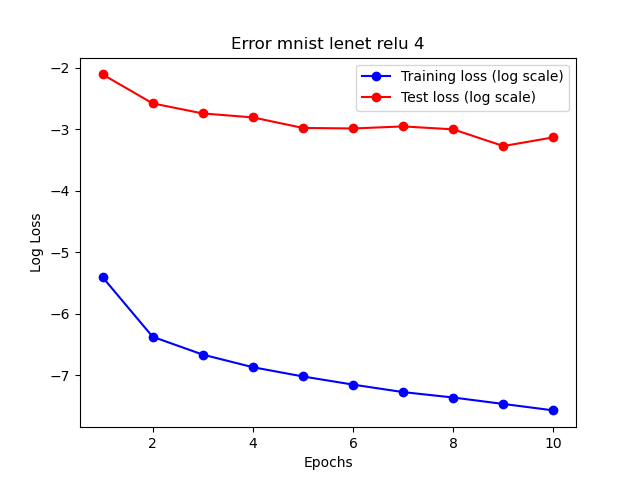 Error mnist lenet relu 4
Training loss (log scale)
Test loss (log scale)
−2
−3
−4
−5
−6
−7
Log Loss
2 4 6 8 10
Epochs